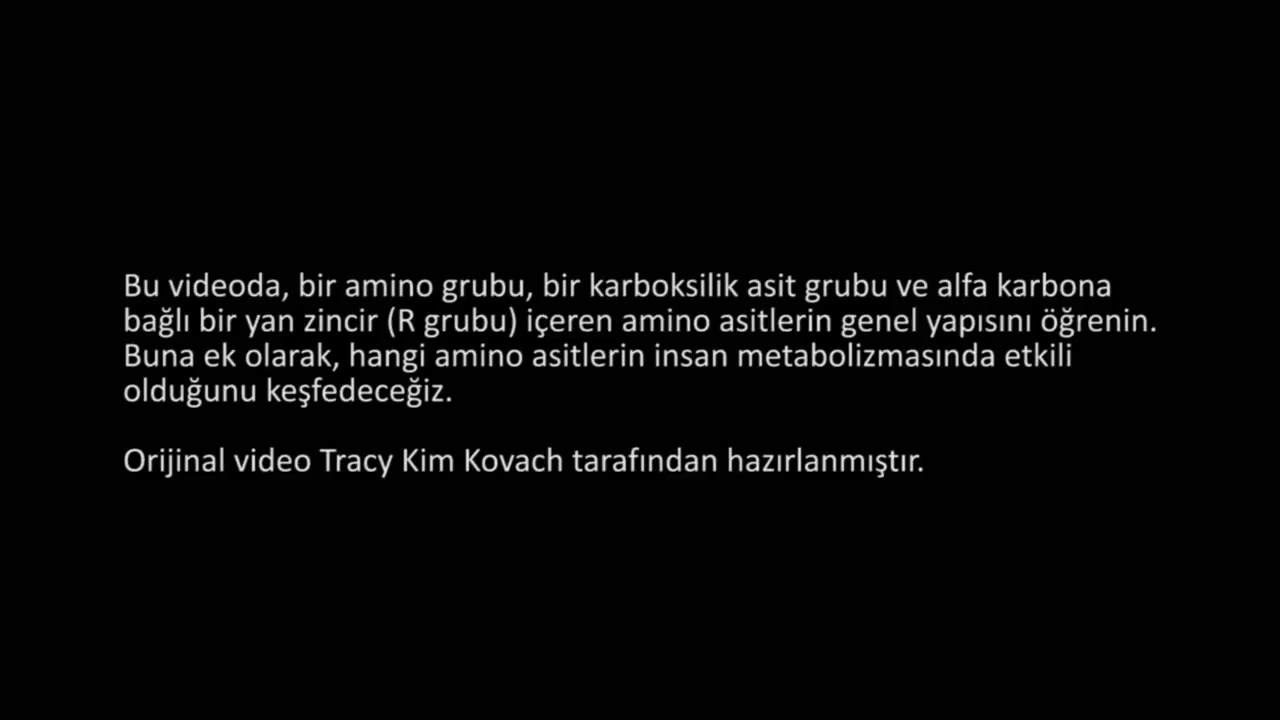 Bu videoda, bir amino grubu, bir karboksilik asit grubu ve alfa karbona
bağlı bir yan zincir (R grubu) içeren amino asitlerin genel yapısını öğrenin.
Buna ek olarak, hangi amino asitlerin insan metabolizmasında etkili
olduğunu keşfedeceğiz.
Orijinal video Tracy Kim Kovach tarafından hazırlanmıştır.